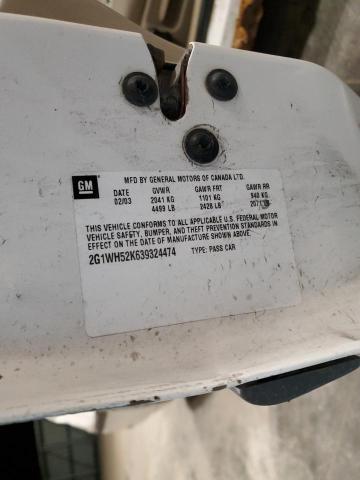 GM
MFD BY GENERAL MOTORS OF CANADA LTD.
DATE GVWR GAWR FRT GAWR RR
02/03 2041 KG 1101 KG 940 KG
4499 LB 2428 LB 2071 LB
THIS VEHICLE CONFORMS TO ALL APPLICABLE U.S. FEDERAL MOTOR
VEHICLE SAFETY, BUMPER, AND THEFT PREVENTION STANDARDS IN
EFFECT ON THE DATE OF MANUFACTURE SHOWN ABOVE.
2G1WH52K639324474 TYPE: PASS CAR